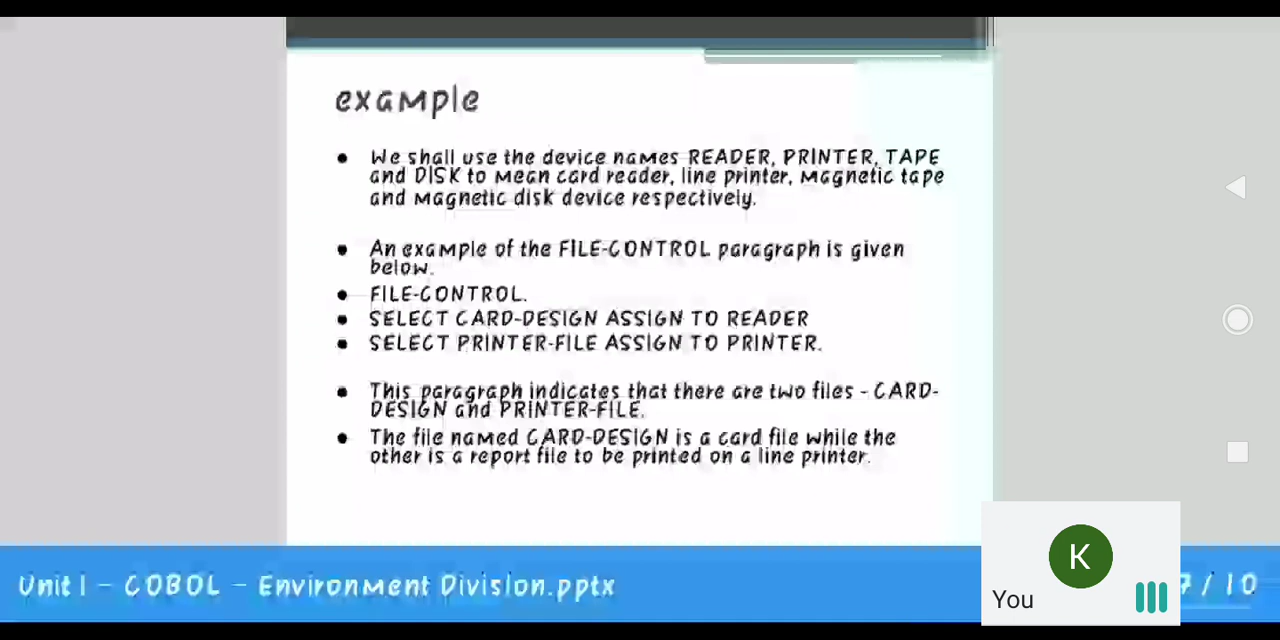 example
● We shall use the device names READER, PRINTER, TAPE
and DISK to mean card reader, line printer, magnetic tape
and magnetic disk device respectively.
● An example of the FILE-CONTROL paragraph is given
below.
● FILE-CONTROL.
● SELECT CARD-DESIGN ASSIGN TO READER
● SELECT PRINTER-FILE ASSIGN TO PRINTER.
● This paragraph indicates that there are two files - CARD-
DESIGN and PRINTER-FILE.
● The file named CARD-DESIGN is a card file while the
other is a report file to be printed on a line printer.
K
You
Unit I - COBOL - Environment Division.pptx
7 / 10